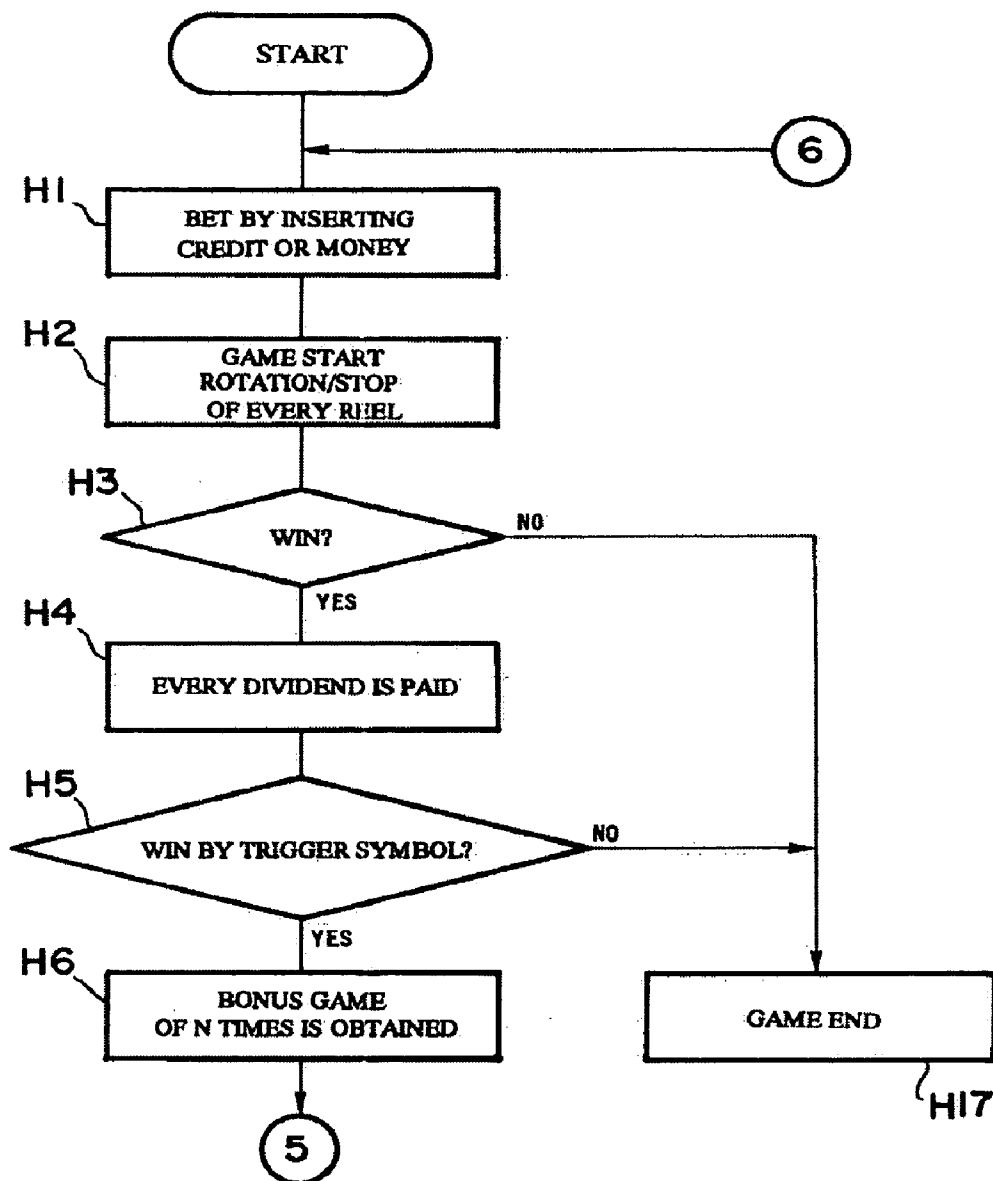 START
6
H1
BET BY INSERTING
CREDIT OR MONEY
H2
GAME START
ROTATION/STOP
OF EVERY REEL
H3
WIN?
NO
YES
H4
EVERY DIVIDEND IS PAID
H5
WIN BY TRIGGER SYMBOL?
NO
YES
H6
BONUS GAME
OF N TIMES IS OBTAINED
GAME END
H17
5